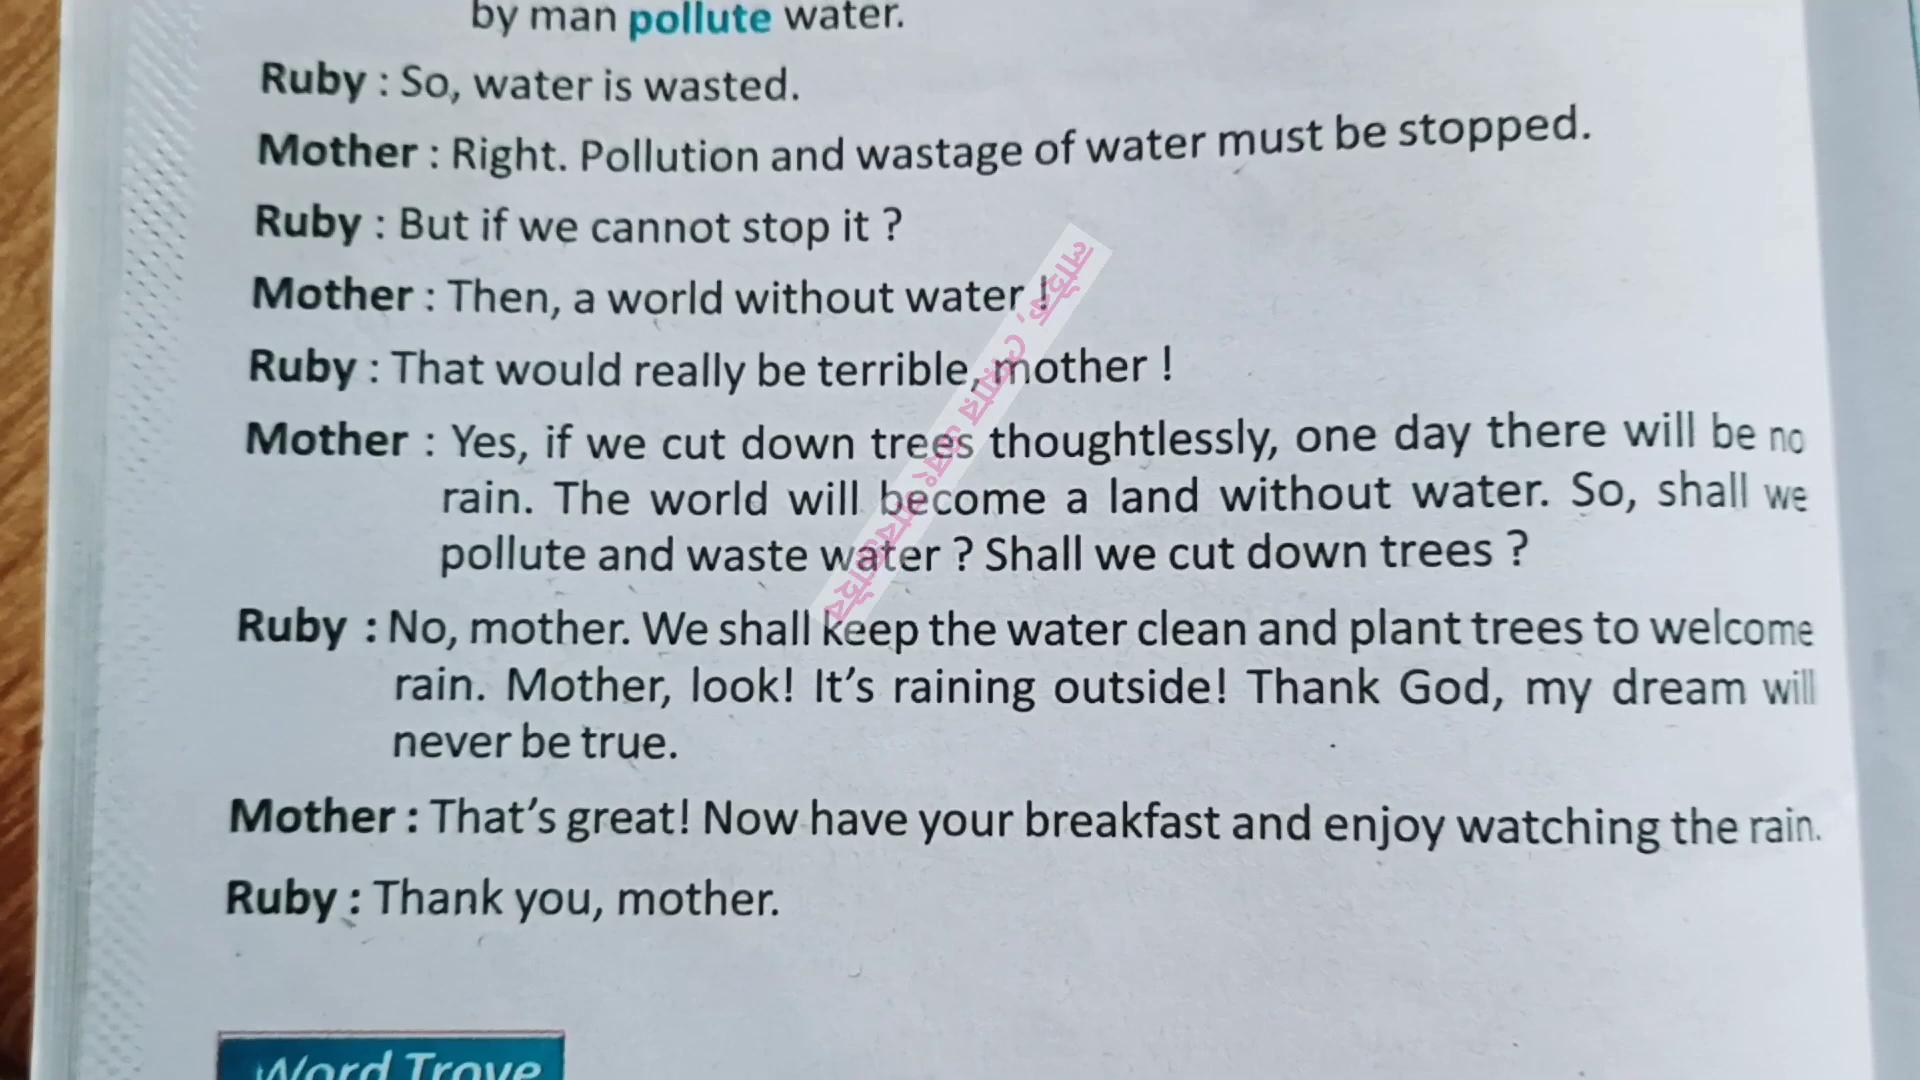 by man pollute water.
Ruby : So, water is wasted.
Mother : Right. Pollution and wastage of water must be stopped.
Ruby : But if we cannot stop it ?
Mother : Then, a world without water !
Ruby : That would really be terrible, mother !
Mother : Yes, if we cut down trees thoughtlessly, one day there will be no
rain. The world will become a land without water. So, shall we
pollute and waste water ? Shall we cut down trees ?
Ruby : No, mother. We shall keep the water clean and plant trees to welcome
rain. Mother, look! It's raining outside! Thank God, my dream will
never be true.
Mother : That's great! Now have your breakfast and enjoy watching the rain.
Ruby : Thank you, mother.
Word Trove